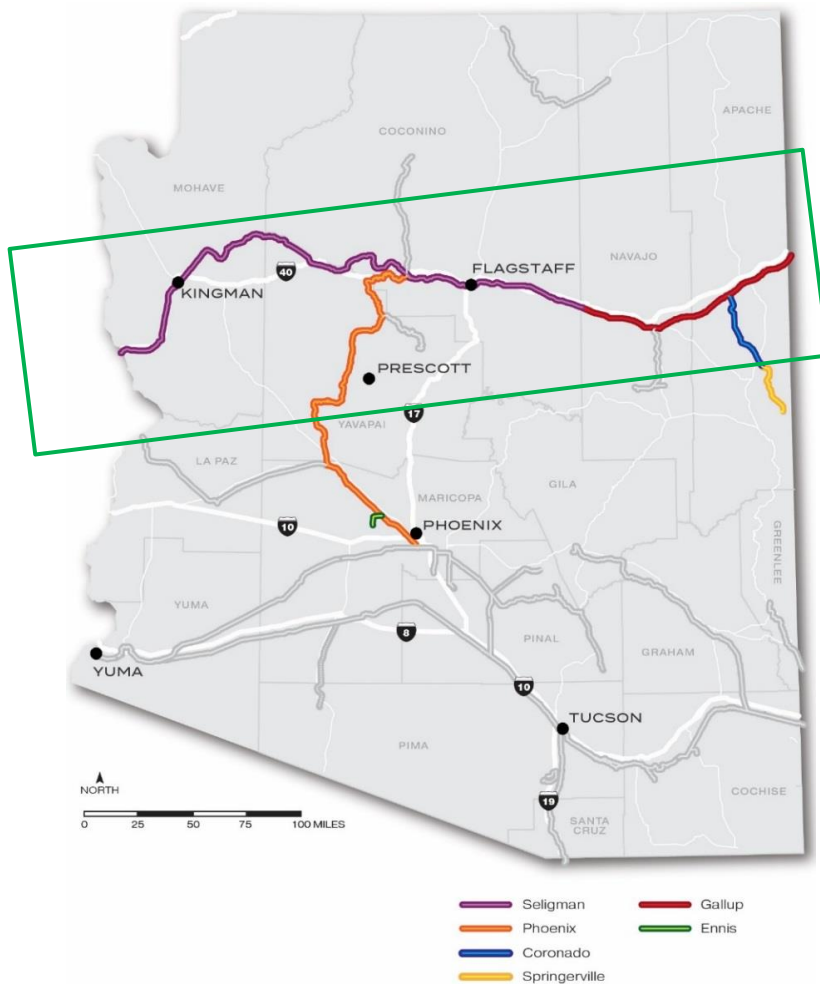 COCONINO
APACHE
MOHAVE
NAVAJO
FLAGSTAFF
40
KINGMAN
PRESCOTT
17
YAVAPAI
LA PAZ
GILA
MARICOPA
10
PHOENIX
GREENLEE
YUMA
8
PINAL
GRAHAM
YUMA
10
TUCSON
PIMA
NORTH
COCHISE
19
0 25 50 75 100 MILES
SANTA
CRUZ
Seligman Gallup
Phoenix Ennis
Coronado
Springerville